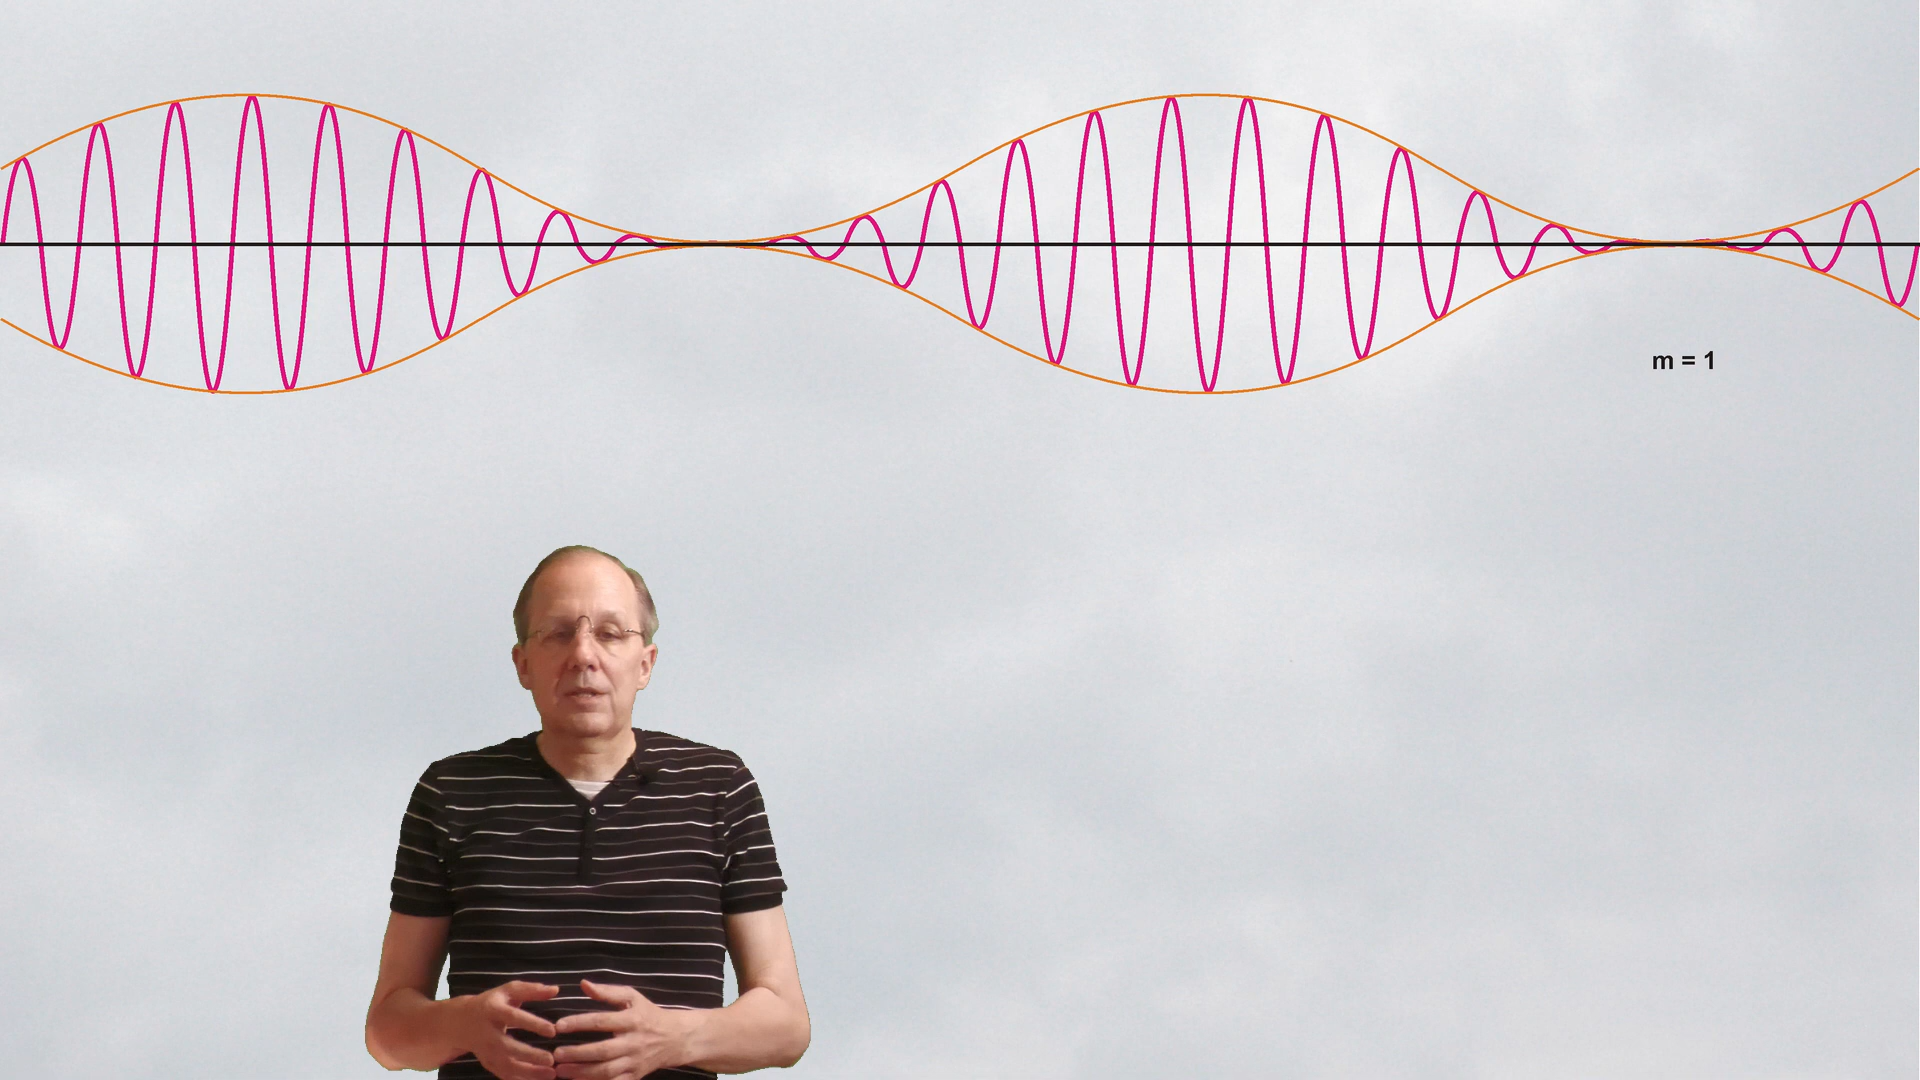 m = 1